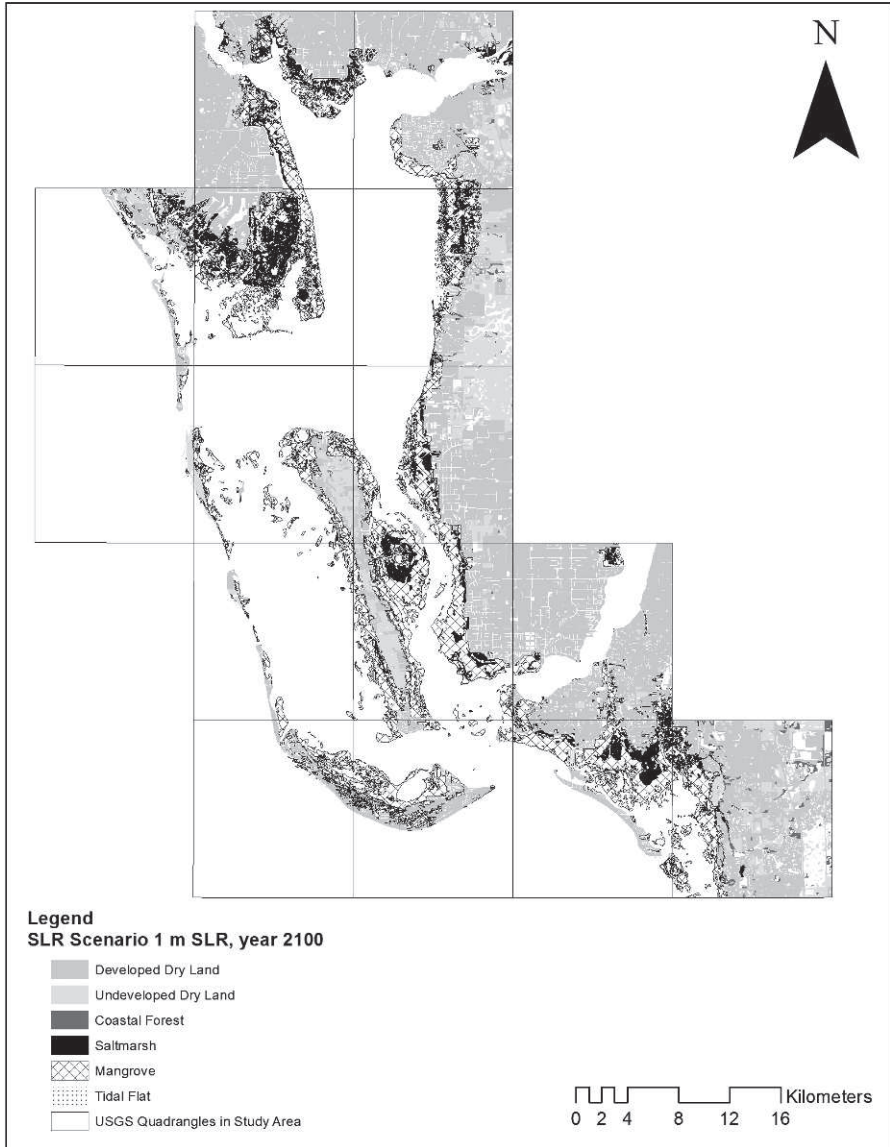 N
Legend
SLR Scenario 1 m SLR, year 2100
Developed Dry Land
Undeveloped Dry Land
Coastal Forest
Saltmarsh
Mangrove
Tidal Flat
USGS Quadrangles in Study Area
Kilometers
0 2 4 8 12 16